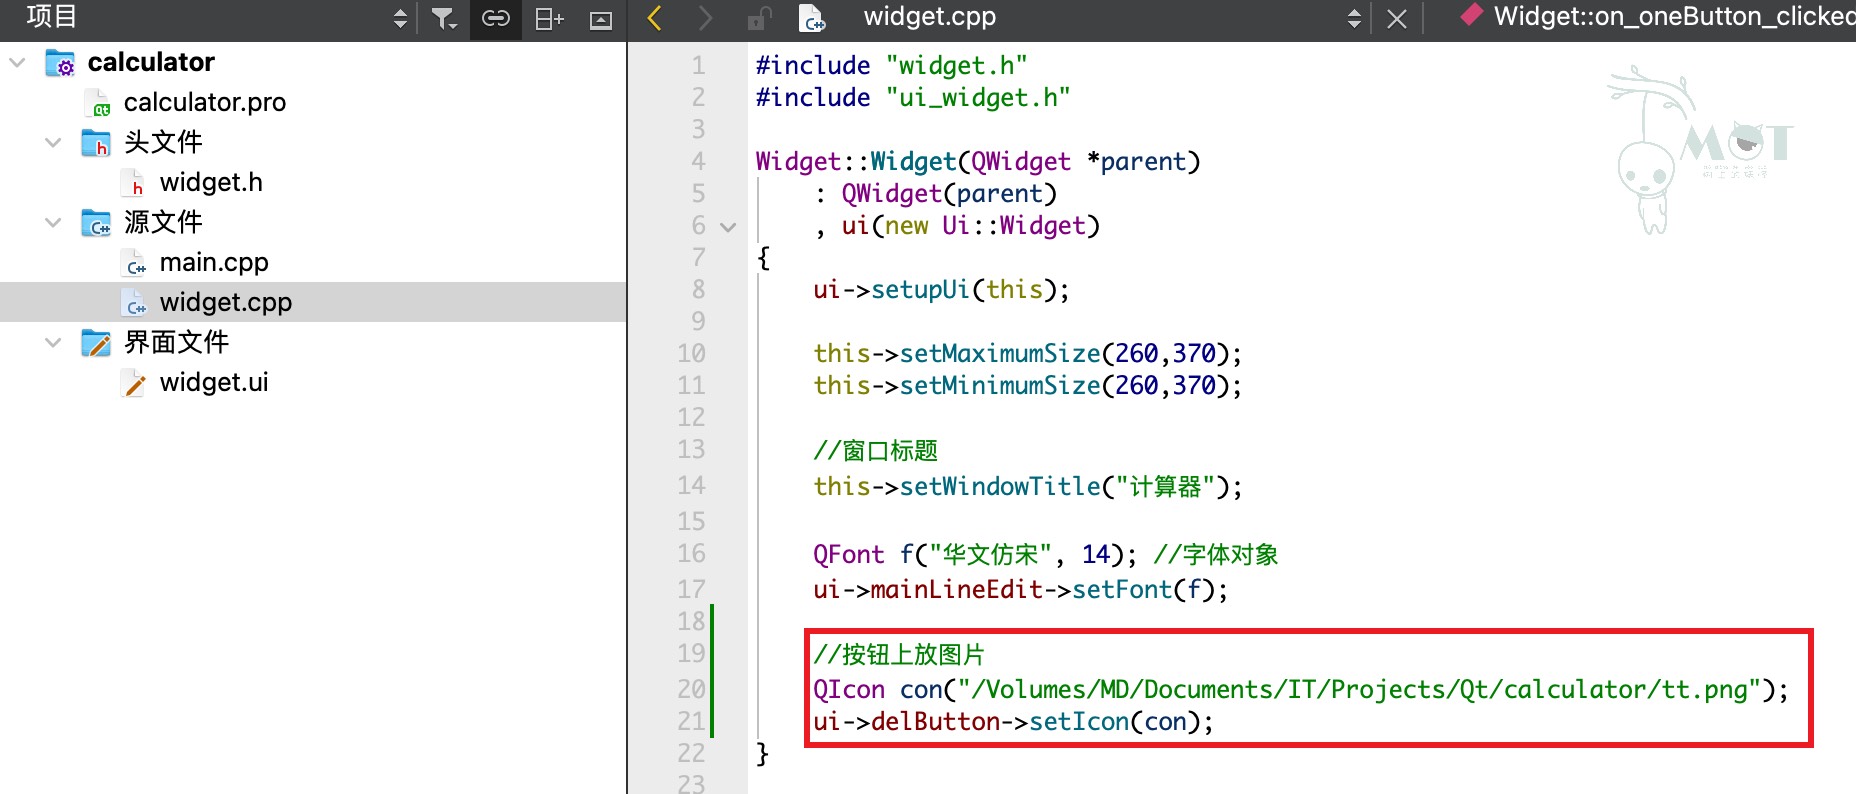 项目
widget.cpp
Widget::on_oneButton_clicked
calculator
calculator.pro
头文件
widget.h
源文件
main.cpp
widget.cpp
界面文件
widget.ui
1 #include "widget.h"
2 #include "ui_widget.h"
3
4 Widget::Widget(QWidget *parent)
5     : QWidget(parent)
6     , ui(new Ui::Widget)
7 {
8     ui->setupUi(this);
9
10     this->setMaximumSize(260,370);
11     this->setMinimumSize(260,370);
12
13     //窗口标题
14     this->setWindowTitle("计算器");
15
16     QFont f("华文仿宋", 14); //字体对象
17     ui->mainLineEdit->setFont(f);
18
19     //按钮上放图片
20     QIcon con("/Volumes/MD/Documents/IT/Projects/Qt/calculator/tt.png");
21     ui->delButton->setIcon(con);
22 }
23
MOT